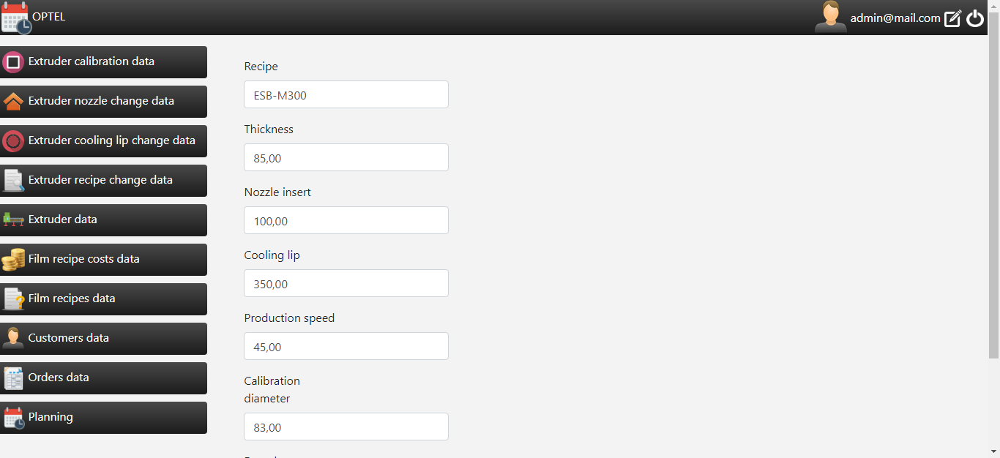 OPTEL
admin@mail.com
Extruder calibration data
Extruder nozzle change data
Extruder cooling lip change data
Extruder recipe change data
Extruder data
Film recipe costs data
Film recipes data
Customers data
Orders data
Planning
Recipe
ESB-M300
Thickness
85,00
Nozzle insert
100,00
Cooling lip
350,00
Production speed
45,00
Calibration
diameter
83,00